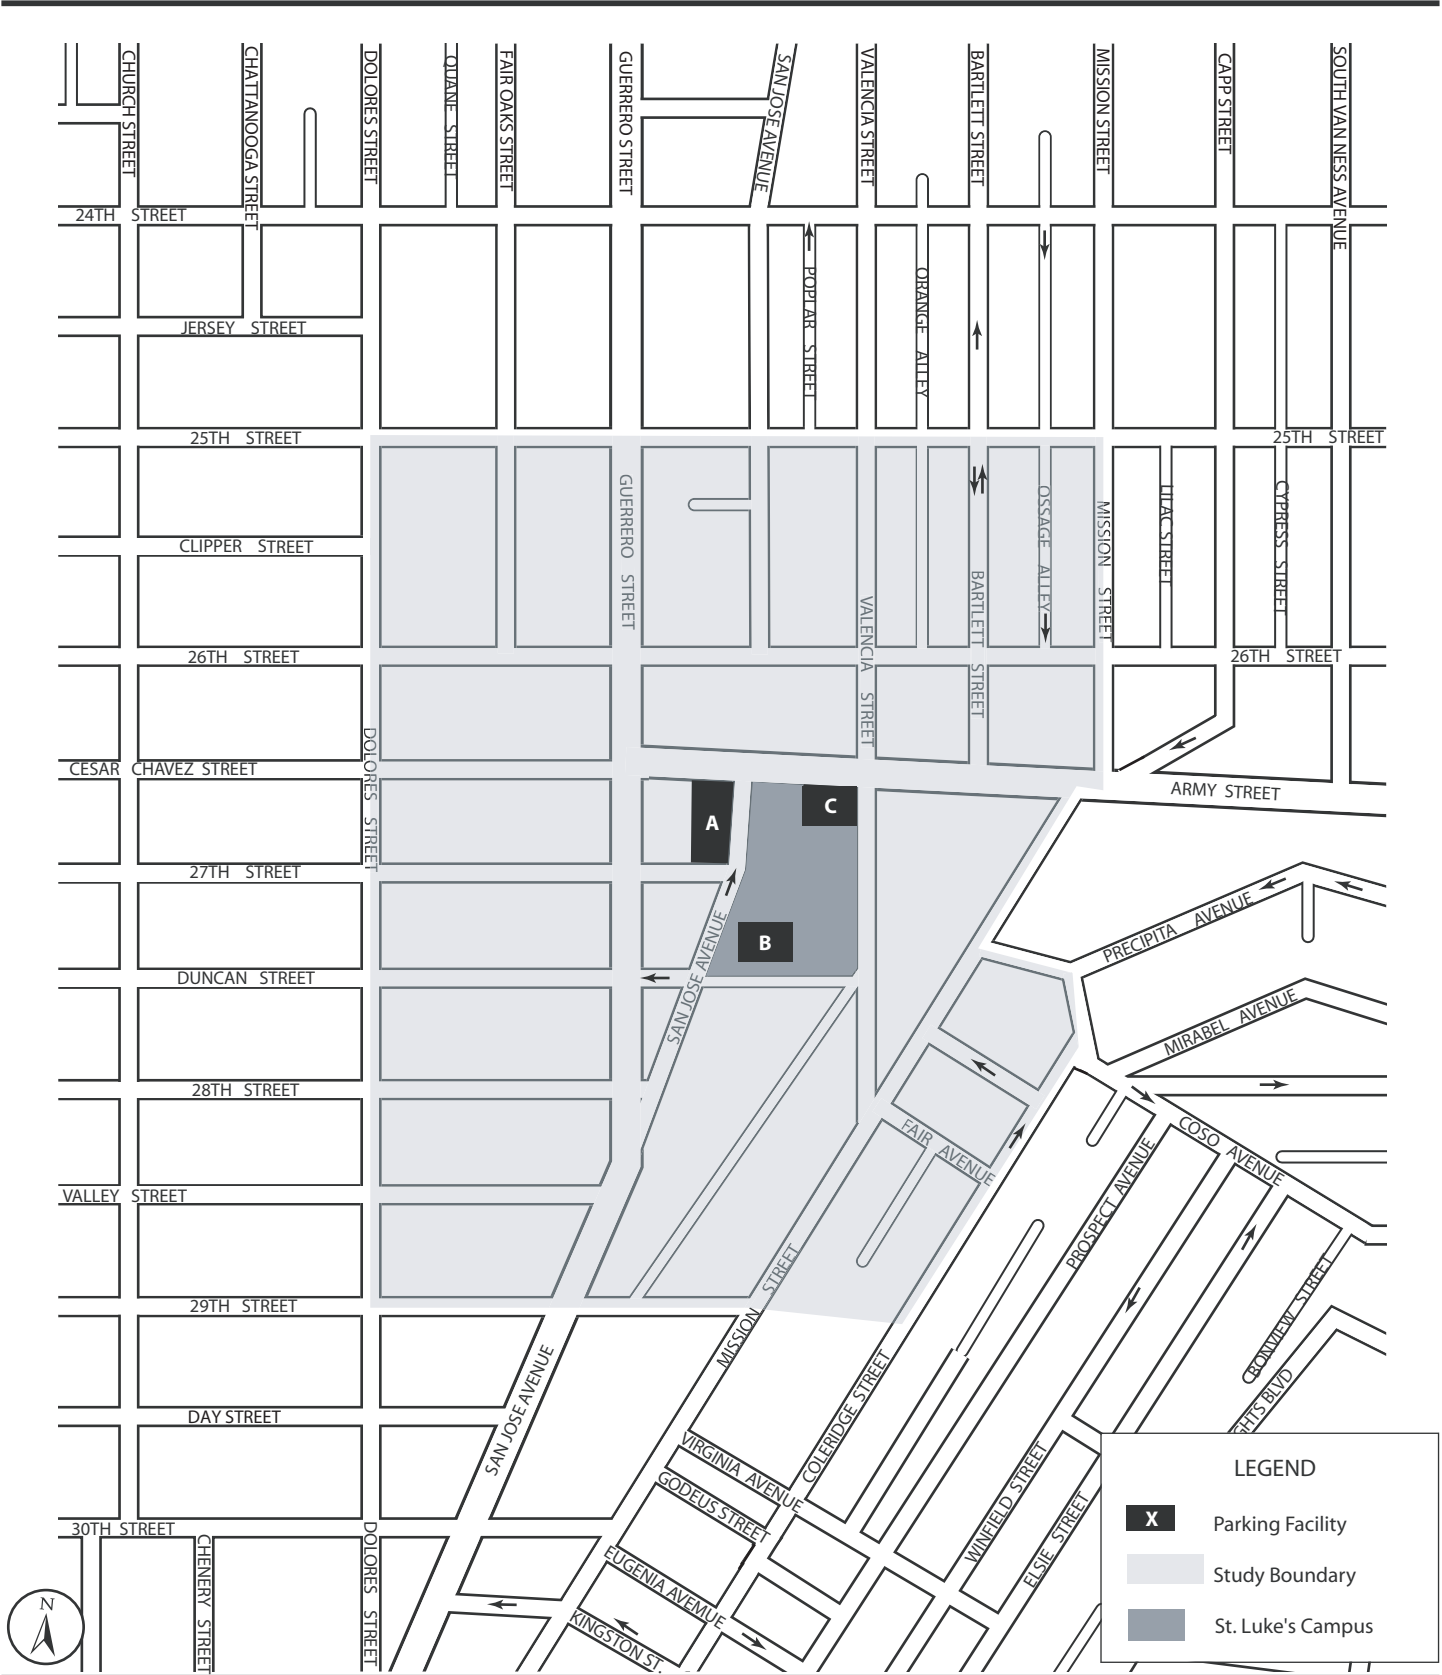 CHURCH STREET
CHATTANOOGA STREET
DOLORES STREET
QUANE STREET
FAIR OAKS STREET
GUERRERO STREET
SAN JOSE AVENUE
VALENCIA STREET
BARTLETT STREET
MISSION STREET
CAPP STREET
SOUTH VAN NESS AVENUE
24TH STREET
POPLAR STREET
ORANGE ALLEY
JERSEY STREET
25TH STREET
25TH STREET
GUERRERO STREET
OSSAGE ALLEY
MISSION STREET
LILAC STREET
CYPRESS STREET
CLIPPER STREET
BARTLETT STREET
VALENCIA STREET
26TH STREET
26TH STREET
DOLORES STREET
CESAR CHAVEZ STREET
ARMY STREET
A
C
27TH STREET
PRECIPITA AVENUE
SAN JOSE AVENUE
B
DUNCAN STREET
MIRABEL AVENUE
28TH STREET
FAIR AVENUE
COSO AVENUE
PROSPECT AVENUE
VALLEY STREET
MISSION STREET
BONVIEW STREET
29TH STREET
SAN JOSE AVENUE
COLERIDGE STREET
GHTS BLVD
DAY STREET
VIRGINIA AVENUE
GODEUS STREET
WINFIELD STREET
ELSIE STREET
30TH STREET
CHENERY STREET
DOLORES STREET
EUGENIA AVEMUE
KINGSTON ST.
N
LEGEND
X Parking Facility
Study Boundary
St. Luke's Campus